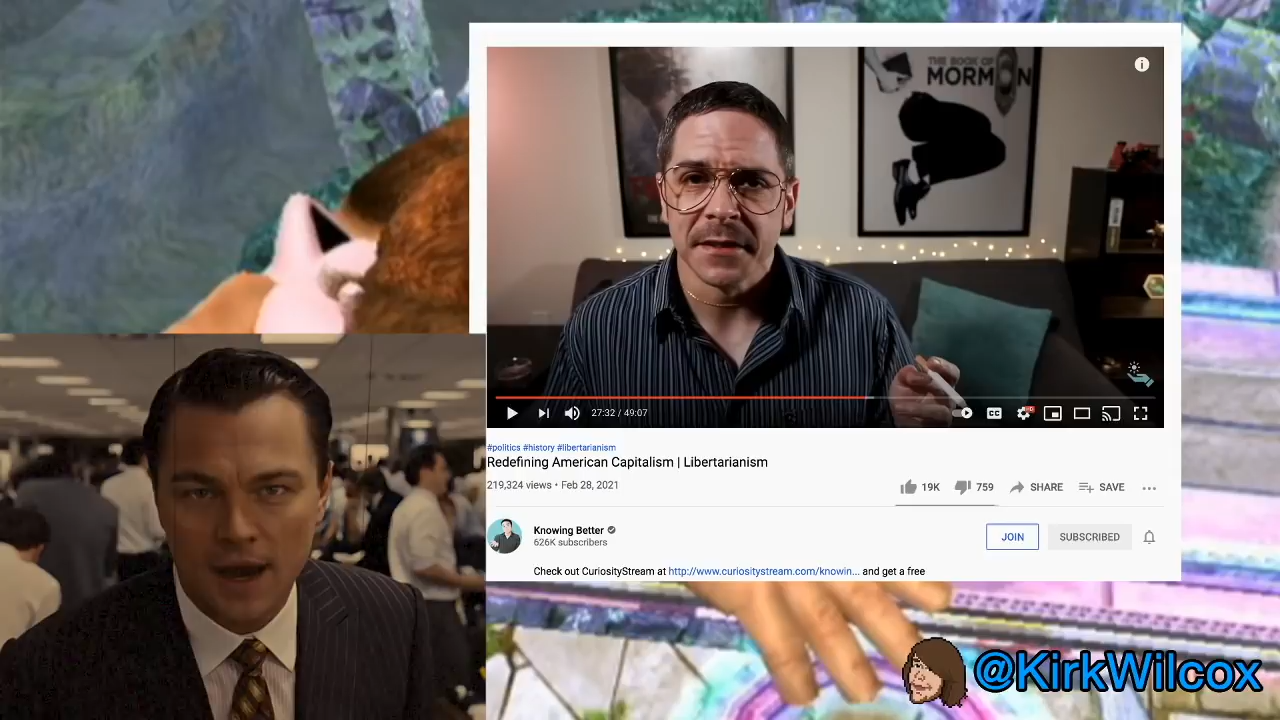 THE BOOK OF
MORMON
27:32 / 49:07
CC
#politics #history #libertarianism
Redefining American Capitalism | Libertarianism
219,324 views • Feb 28, 2021
19K
759
SHARE
SAVE
Knowing Better
626K subscribers
JOIN
SUBSCRIBED
Check out CuriosityStream at http://www.curiositystream.com/knowin... and get a free
@KirkWilcox